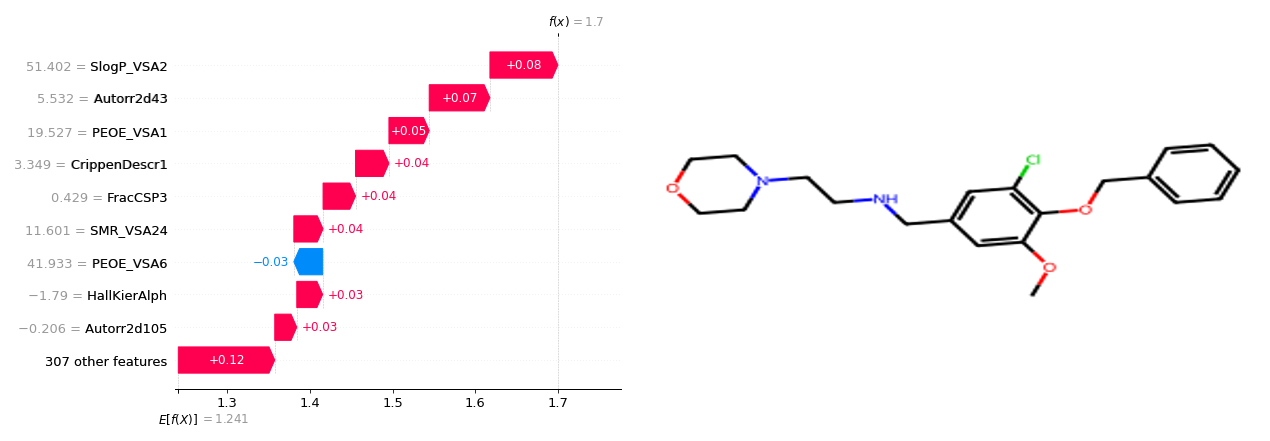 f(x) = 1.7
51.402 = SlogP_VSA2 +0.08
5.532 = Autorr2d43 +0.07
19.527 = PEOE_VSA1 +0.05
3.349 = CrippenDescr1 +0.04
0.429 = FracCSP3 +0.04
11.601 = SMR_VSA24 +0.04
41.933 = PEOE_VSA6 −0.03
−1.79 = HallKierAlph +0.03
−0.206 = Autorr2d105 +0.03
307 other features +0.12
1.3 1.4 1.5 1.6 1.7
E[f(X)] = 1.241
Cl
O
N
NH
O
O